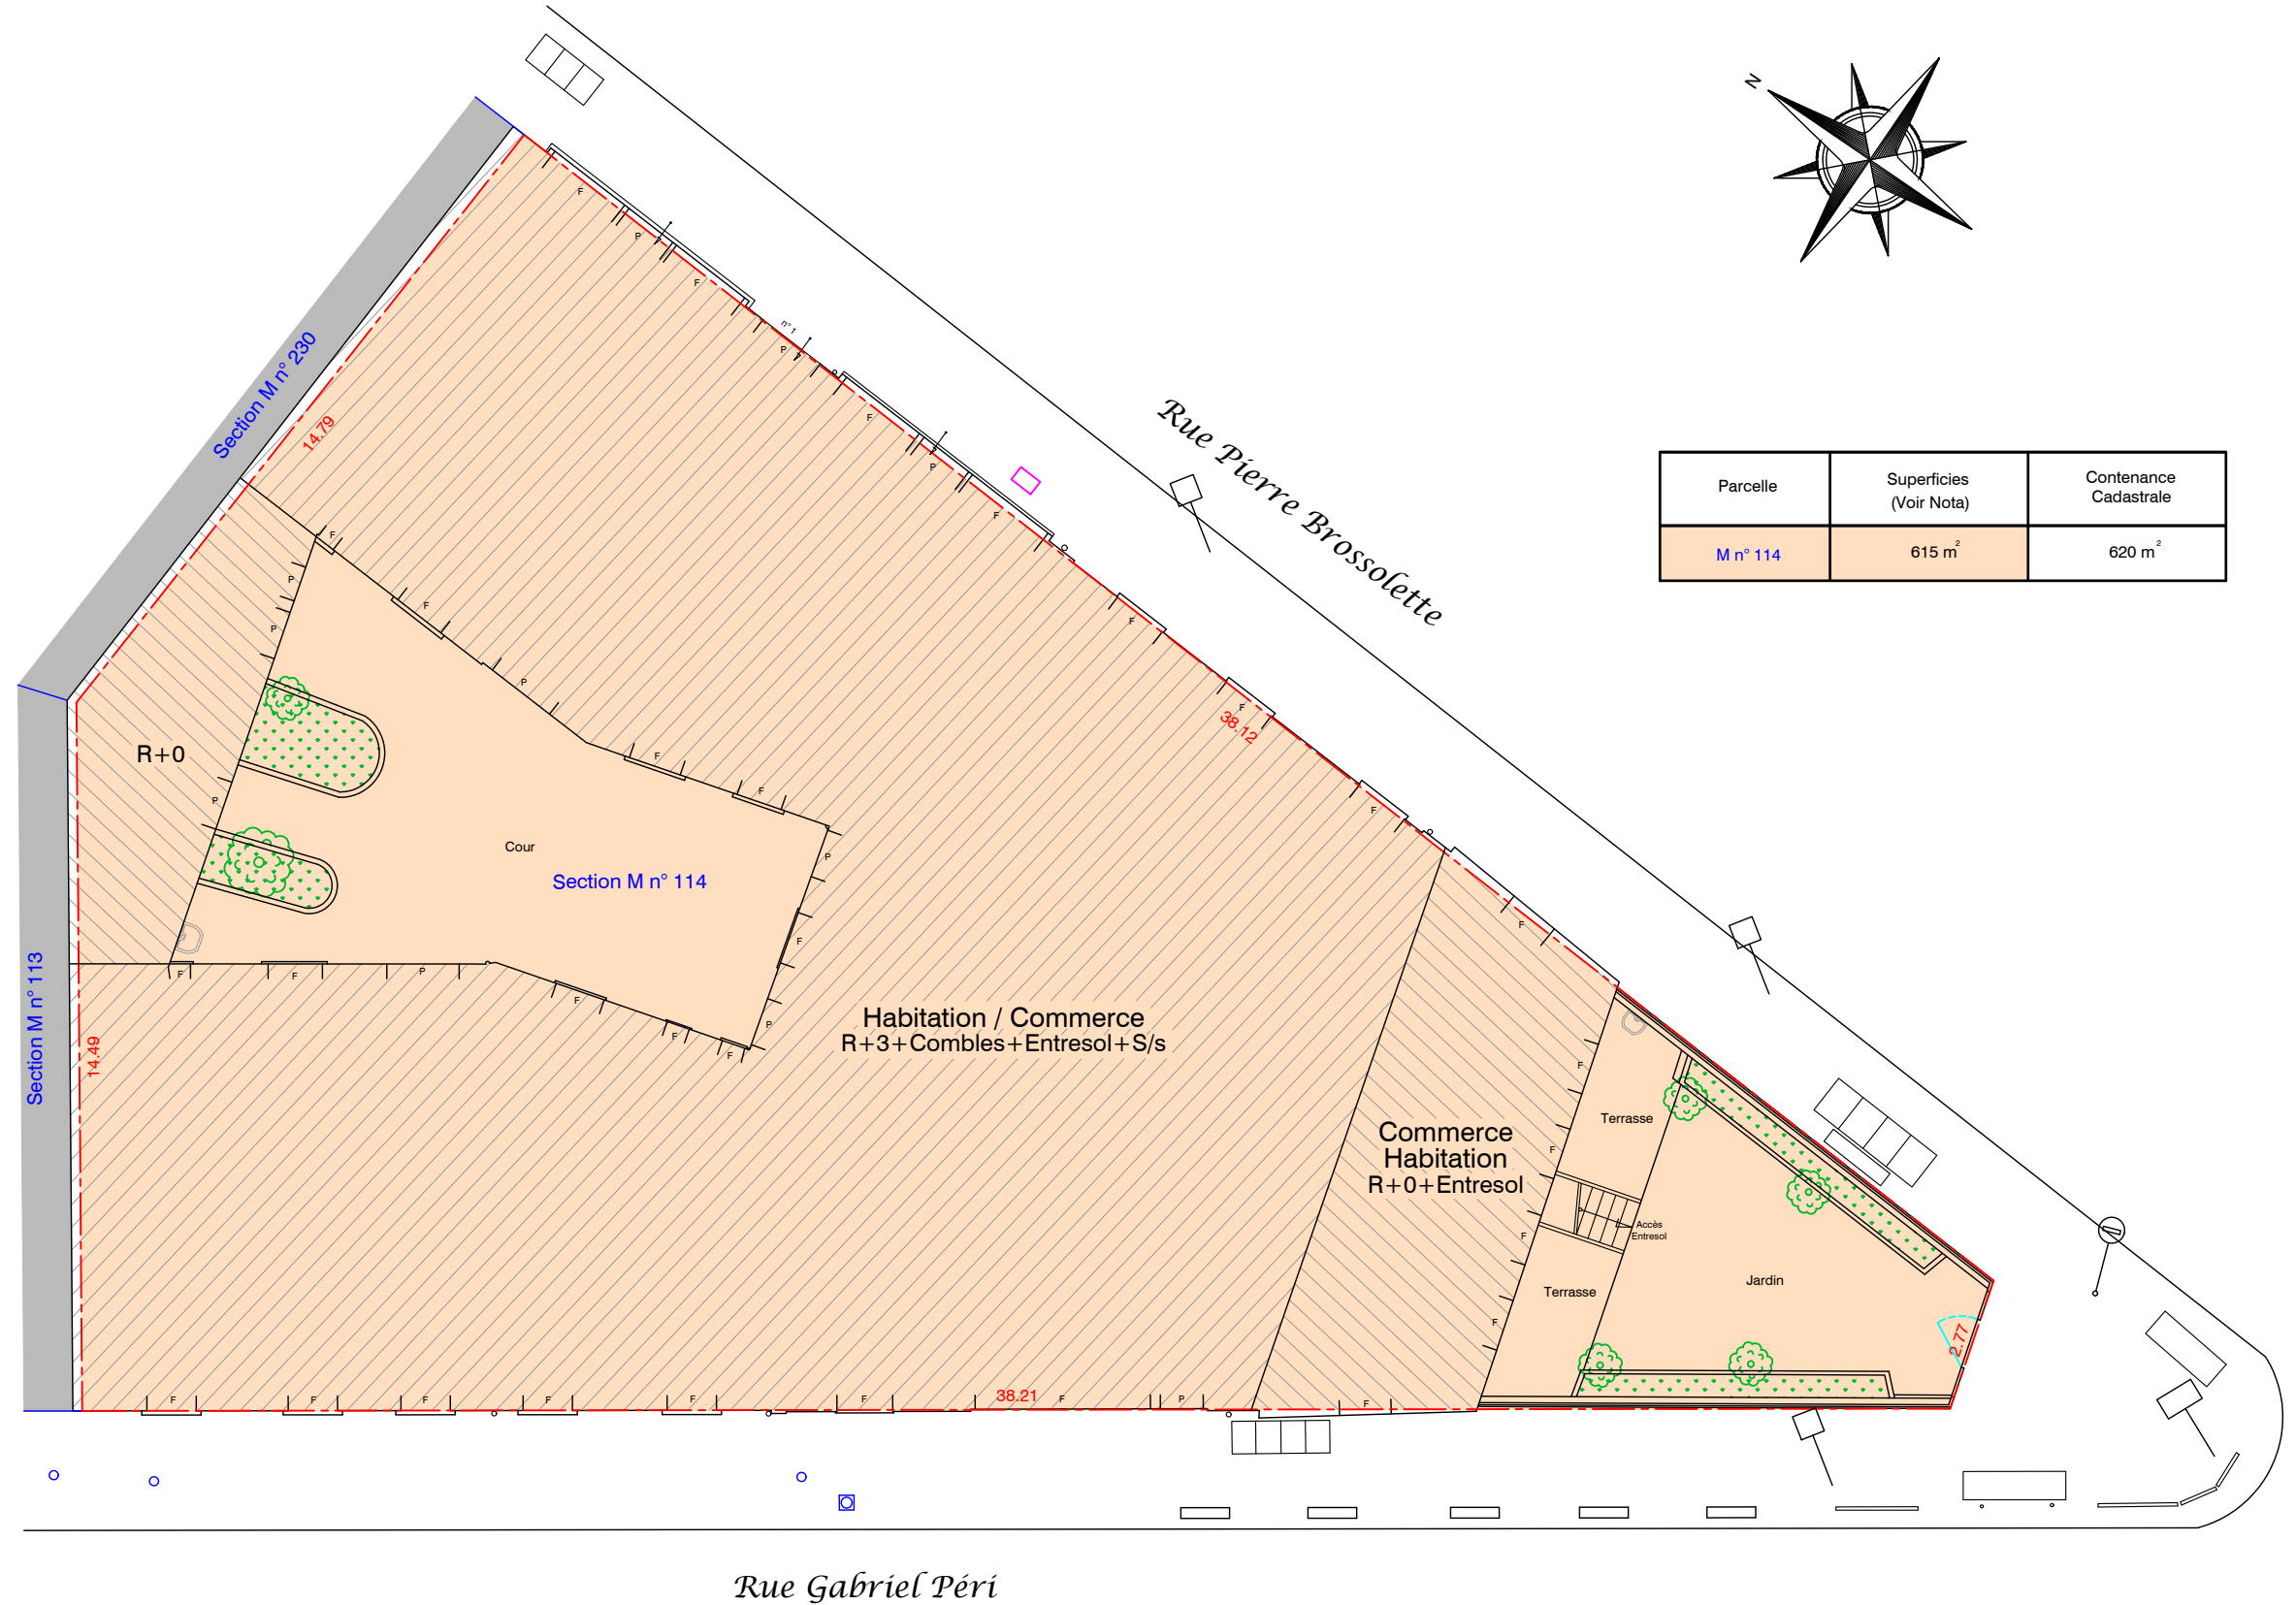 N
n° 1
Rue Pierre Brossolette
Section M n° 230
14.79
38.12
Parcelle
Superficies
(Voir Nota)
Contenance
Cadastrale
M n° 114
615 m²
620 m²
F
P
F
P
F
P
F
F
F
F
F
F
F
F
P
P
P
P
F
F
R+0
Cour
Section M n° 114
P
F
P
F
F
P
F
F
F
Section M n° 113
14.49
Habitation / Commerce
R+3+Combles+Entresol+S/s
Commerce
Habitation
R+0+Entresol
F
F
F
F
Terrasse
Accès
Entresol
Terrasse
Jardin
2.77
F
F
F
F
F
F
38.21
F
P
F
Rue Gabriel Péri